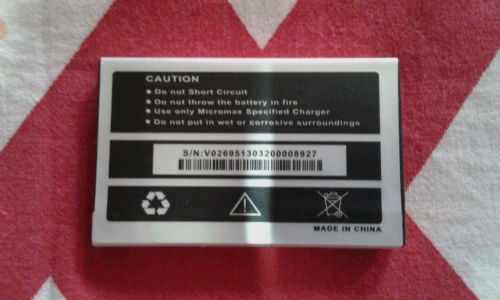 CAUTION
Do not Short Circuit
Do not throw the battery in fire
Use only Micromax Specified Charger
Do not put in wet or corrosive surroundings
S/N:V026951303200008927
MADE IN CHINA